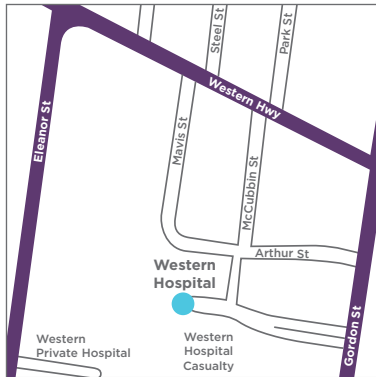 Steel St
Park St
Western Hwy
Eleanor St
Mavis St
McCubbin St
Arthur St
Western
Hospital
Gordon St
Western
Private Hospital
Western
Hospital
Casualty